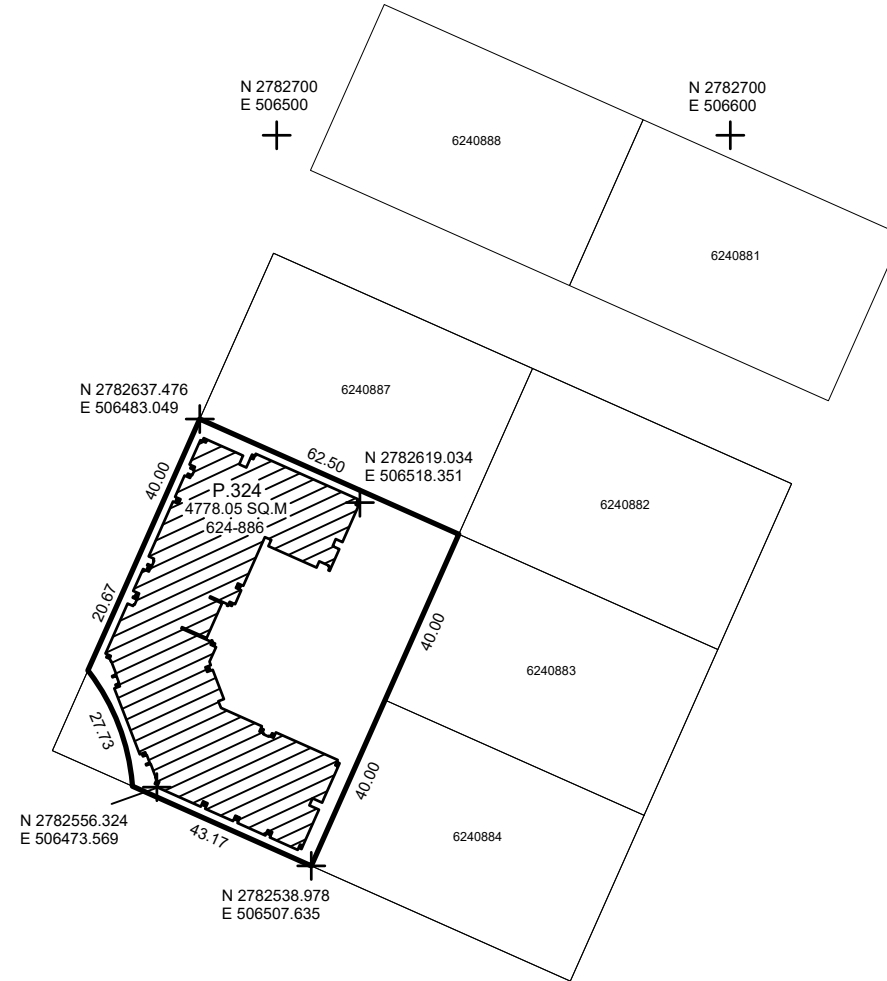 N 2782700
E 506500
N 2782700
E 506600
6240888
6240881
6240887
N 2782637.476
E 506483.049
62.50
N 2782619.034
E 506518.351
40.00
P.324
4778.05 SQ.M
624-886
6240882
20.67
40.00
6240883
27.73
40.00
N 2782556.324
E 506473.569
43.17
6240884
N 2782538.978
E 506507.635